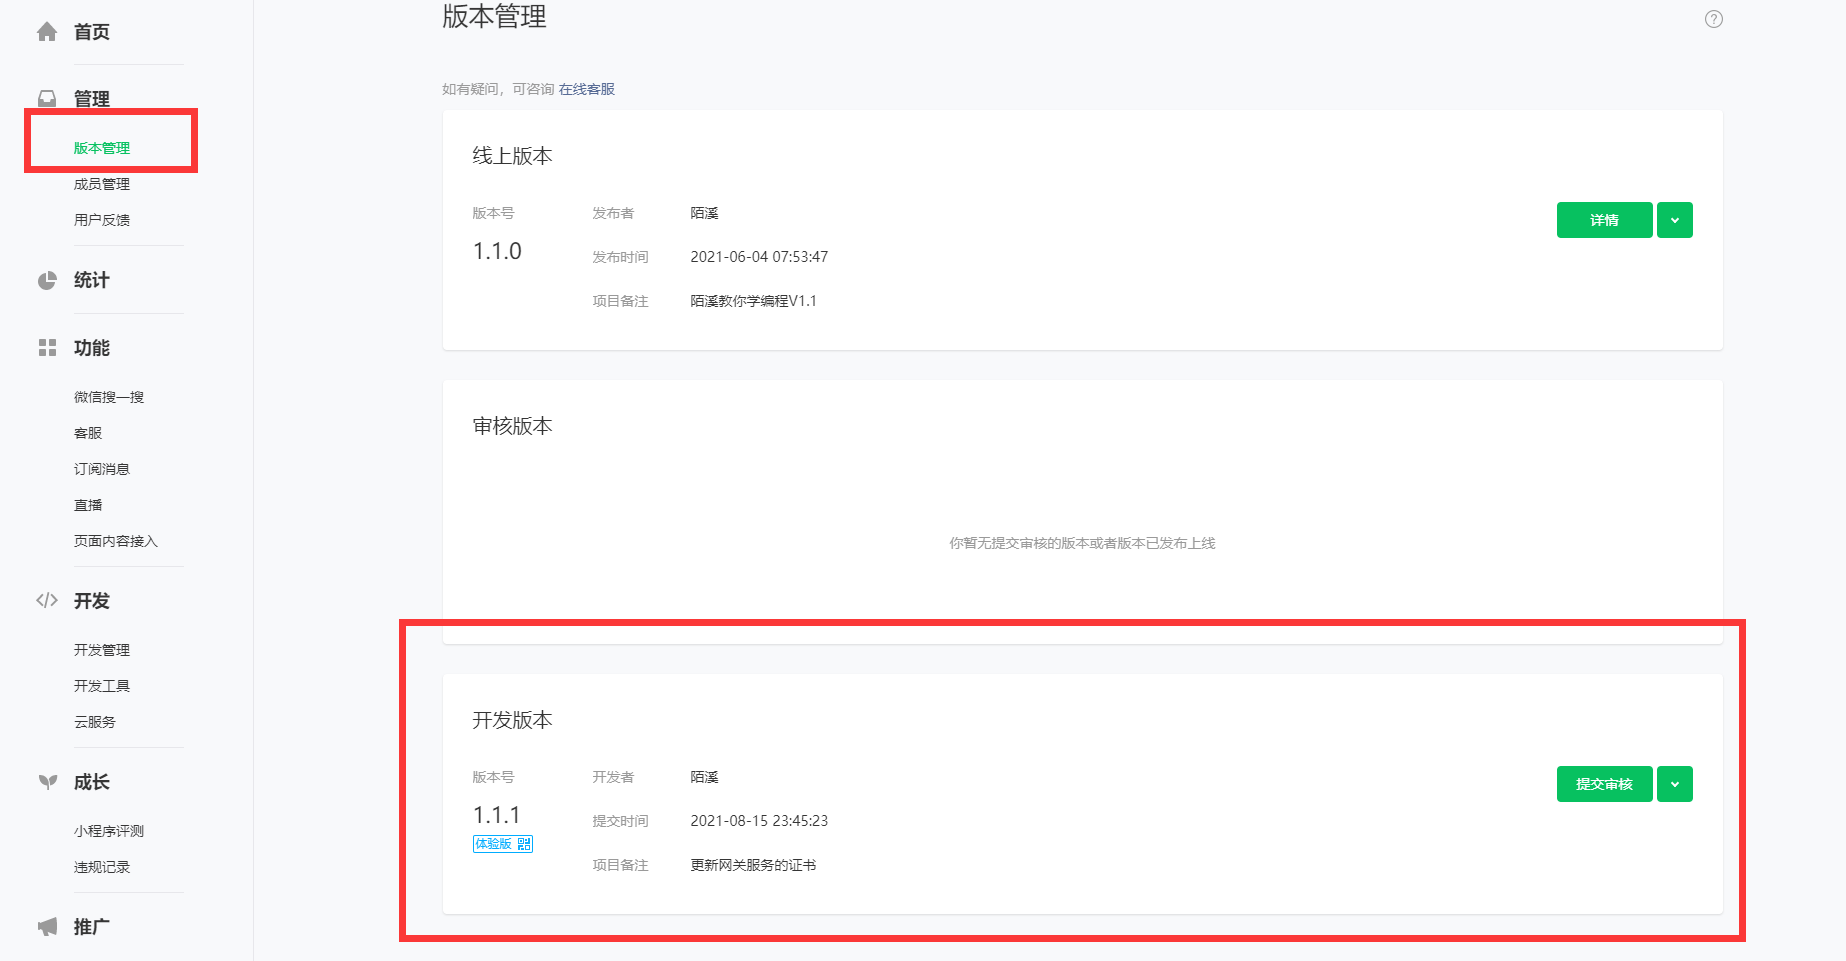 首页
管理
版本管理
成员管理
用户反馈
统计
功能
微信搜一搜
客服
订阅消息
直播
页面内容接入
开发
开发管理
开发工具
云服务
成长
小程序评测
违规记录
推广
版本管理
?
如有疑问，可咨询 在线客服
线上版本
版本号 发布者 陌溪
1.1.0
发布时间 2021-06-04 07:53:47
项目备注 陌溪教你学编程V1.1
详情
审核版本
你暂无提交审核的版本或者版本已发布上线
开发版本
版本号 开发者 陌溪
1.1.1
体验版
提交时间 2021-08-15 23:45:23
项目备注 更新网关服务的证书
提交审核